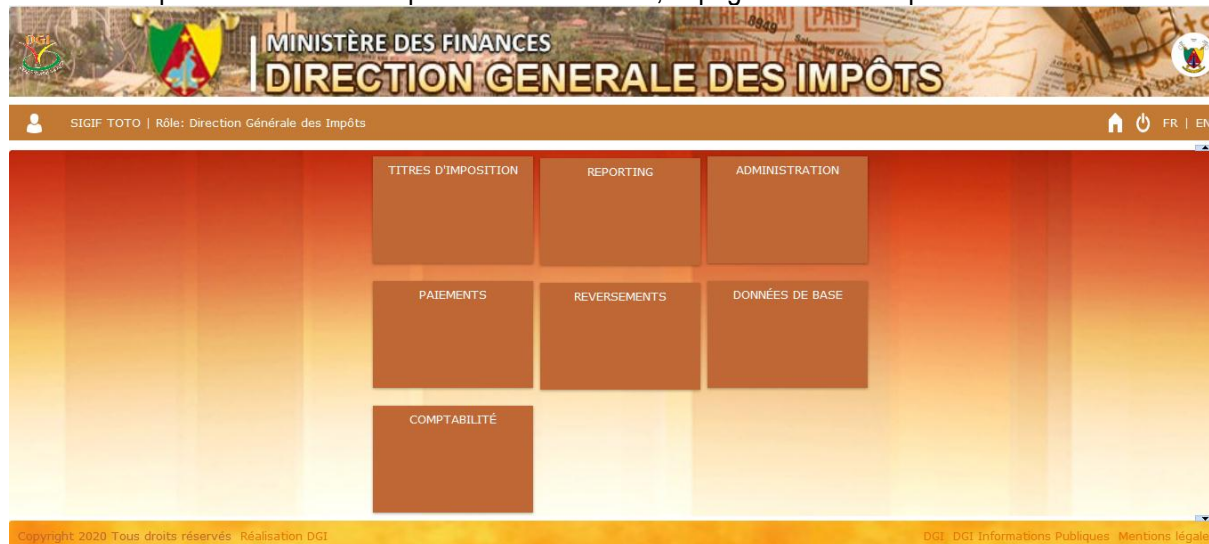 DGI
MINISTÈRE DES FINANCES
DIRECTION GENERALE DES IMPÔTS
SIGIF TOTO | Rôle: Direction Générale des Impôts
FR | EN
TITRES D'IMPOSITION
REPORTING
ADMINISTRATION
PAIEMENTS
REVERSEMENTS
DONNÉES DE BASE
COMPTABILITÉ
Copyright 2020 Tous droits réservés Réalisation DGI
DGI DGI Informations Publiques Mentions légale